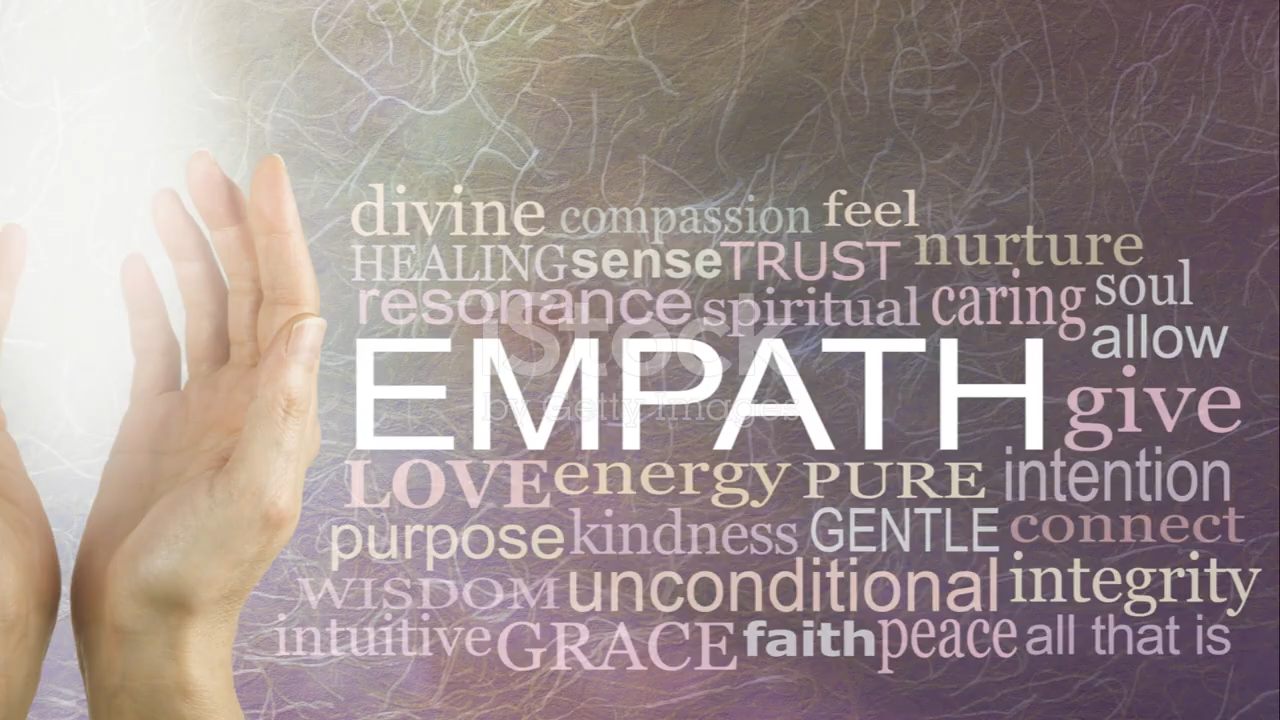 divine compassion feel
HEALING sense TRUST nurture
resonance spiritual caring soul
allow
iStock
EMPATH give
by Getty Images
LOVE energy PURE intention
purpose kindness GENTLE connect
WISDOM unconditional integrity
intuitive GRACE faith peace all that is